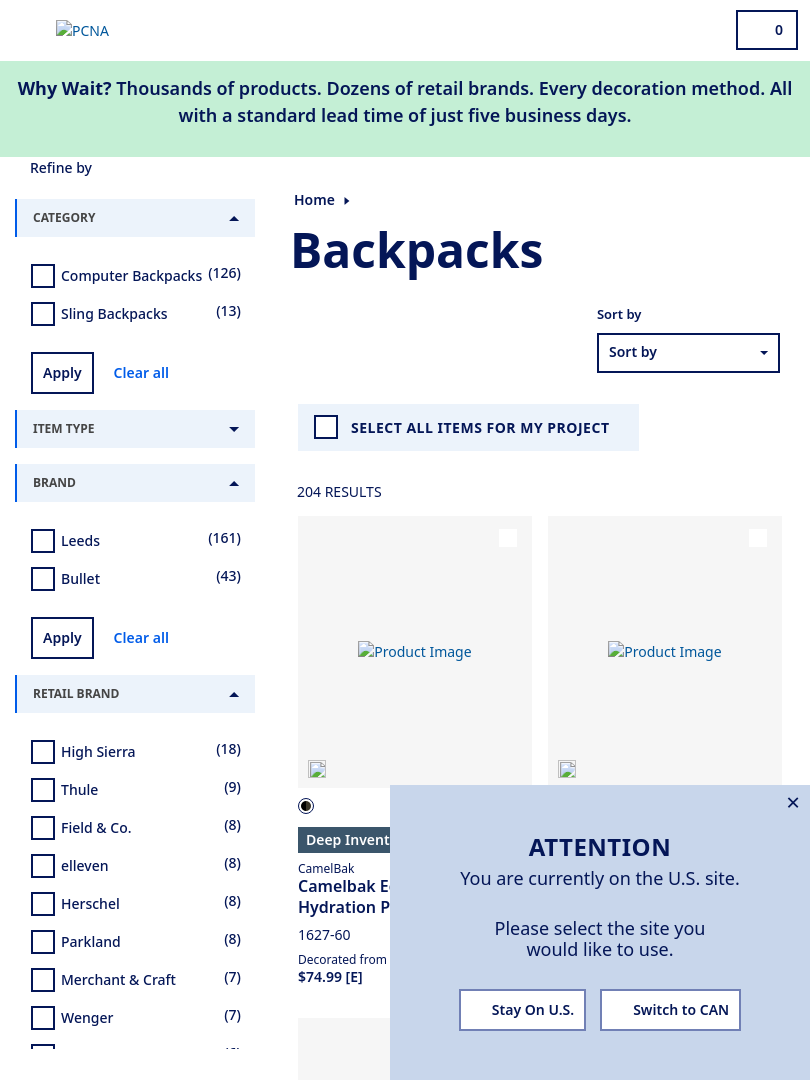 PCNA
0
Why Wait? Thousands of products. Dozens of retail brands. Every decoration method. All
with a standard lead time of just five business days.
Refine by
CATEGORY
Computer Backpacks (126)
Sling Backpacks (13)
Apply Clear all
ITEM TYPE
BRAND
Leeds (161)
Bullet (43)
Apply Clear all
RETAIL BRAND
High Sierra (18)
Thule (9)
Field & Co. (8)
elleven (8)
Herschel (8)
Parkland (8)
Merchant & Craft (7)
Wenger (7)
Home
Backpacks
Sort by
Sort by
SELECT ALL ITEMS FOR MY PROJECT
204 RESULTS
Product Image
Product Image
Deep Invent
CamelBak
Camelbak
Hydration P
1627-60
Decorated from
$74.99 [E]
×
ATTENTION
You are currently on the U.S. site.
Please select the site you
would like to use.
Stay On U.S. Switch to CAN